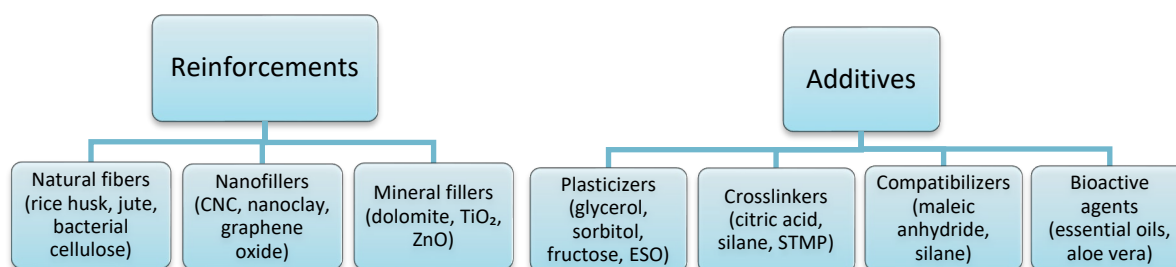 Reinforcements
Natural fibers
(rice husk, jute,
bacterial
cellulose)
Nanofillers
(CNC, nanoclay,
graphene
oxide)
Mineral fillers
(dolomite, TiO₂,
ZnO)
Additives
Plasticizers
(glycerol,
sorbitol,
fructose, ESO)
Crosslinkers
(citric acid,
silane, STMP)
Compatibilizers
(maleic
anhydride,
silane)
Bioactive
agents
(essential oils,
aloe vera)